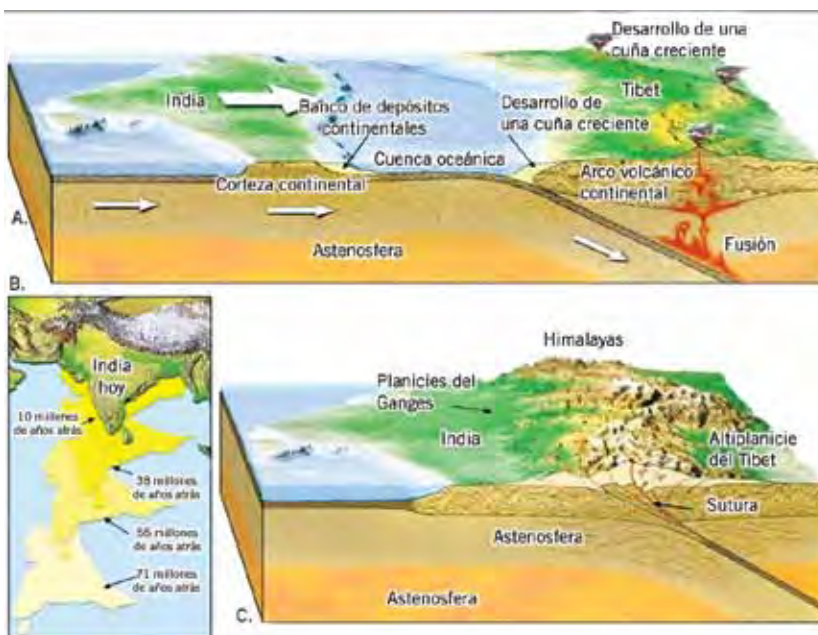 Desarrollo de una
cuña creciente
Tibet
India
Banco de depósitos
continentales
Desarrollo de
una cuña creciente
Cuenca oceánica
Corteza continental
Arco volcánico
continental
Fusión
Astenosfera
A.
B.
India
hoy
10 millones
de años atrás
38 millones
de años atrás
55 millones
de años atrás
71 millones
de años atrás
Himalayas
Planicies del
Ganges
India
Altiplanicie
del Tibet
Sutura
Astenosfera
Astenosfera
C.